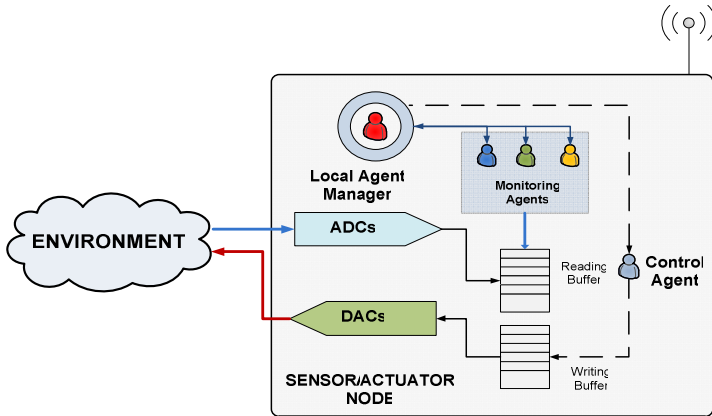 Local Agent
Manager
Monitoring
Agents
ENVIRONMENT
ADCs
Reading
Buffer
Control
Agent
DACs
SENSOR/ACTUATOR
NODE
Writing
Buffer